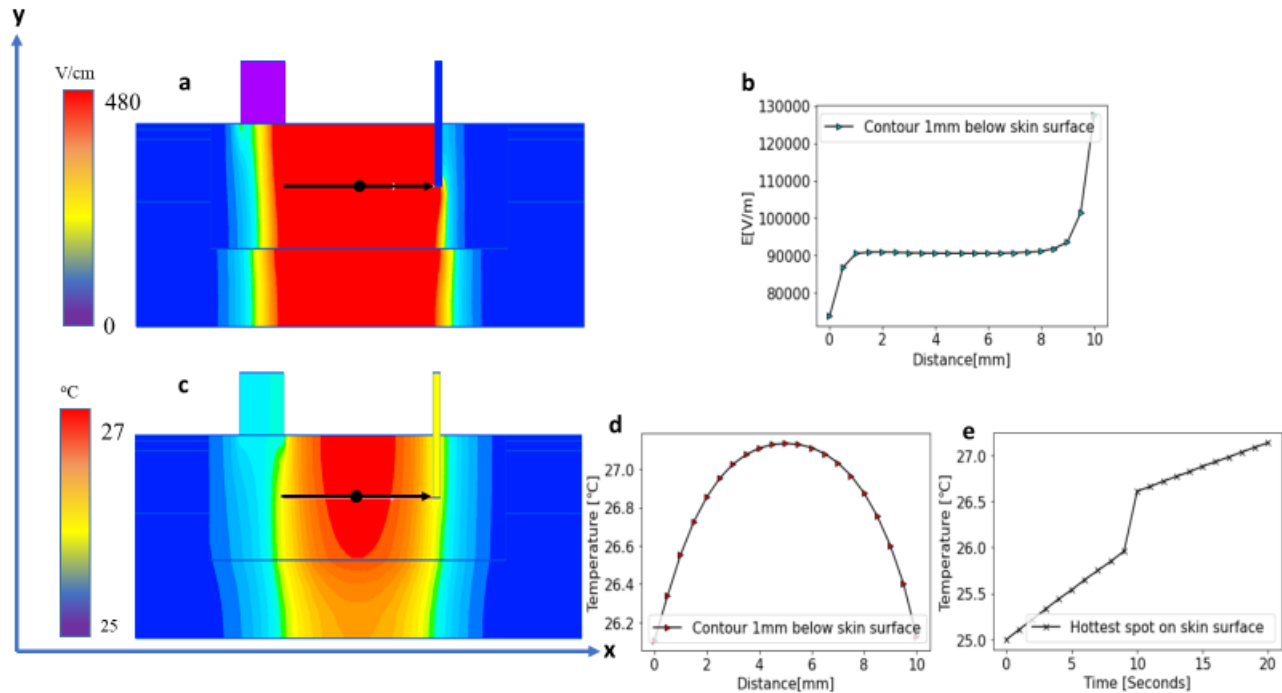 y
V/cm
480
0
a
b
130000
120000
110000
100000
90000
80000
E[V/m]
Contour 1mm below skin surface
0 2 4 6 8 10
Distance[mm]
°C
27
25
c
x
d
27.0
26.8
26.6
26.4
26.2
Temperature [°C]
Contour 1mm below skin surface
0 2 4 6 8 10
Distance[mm]
e
27.0
26.5
26.0
25.5
25.0
Temperature [°C]
Hottest spot on skin surface
0 5 10 15 20
Time [Seconds]